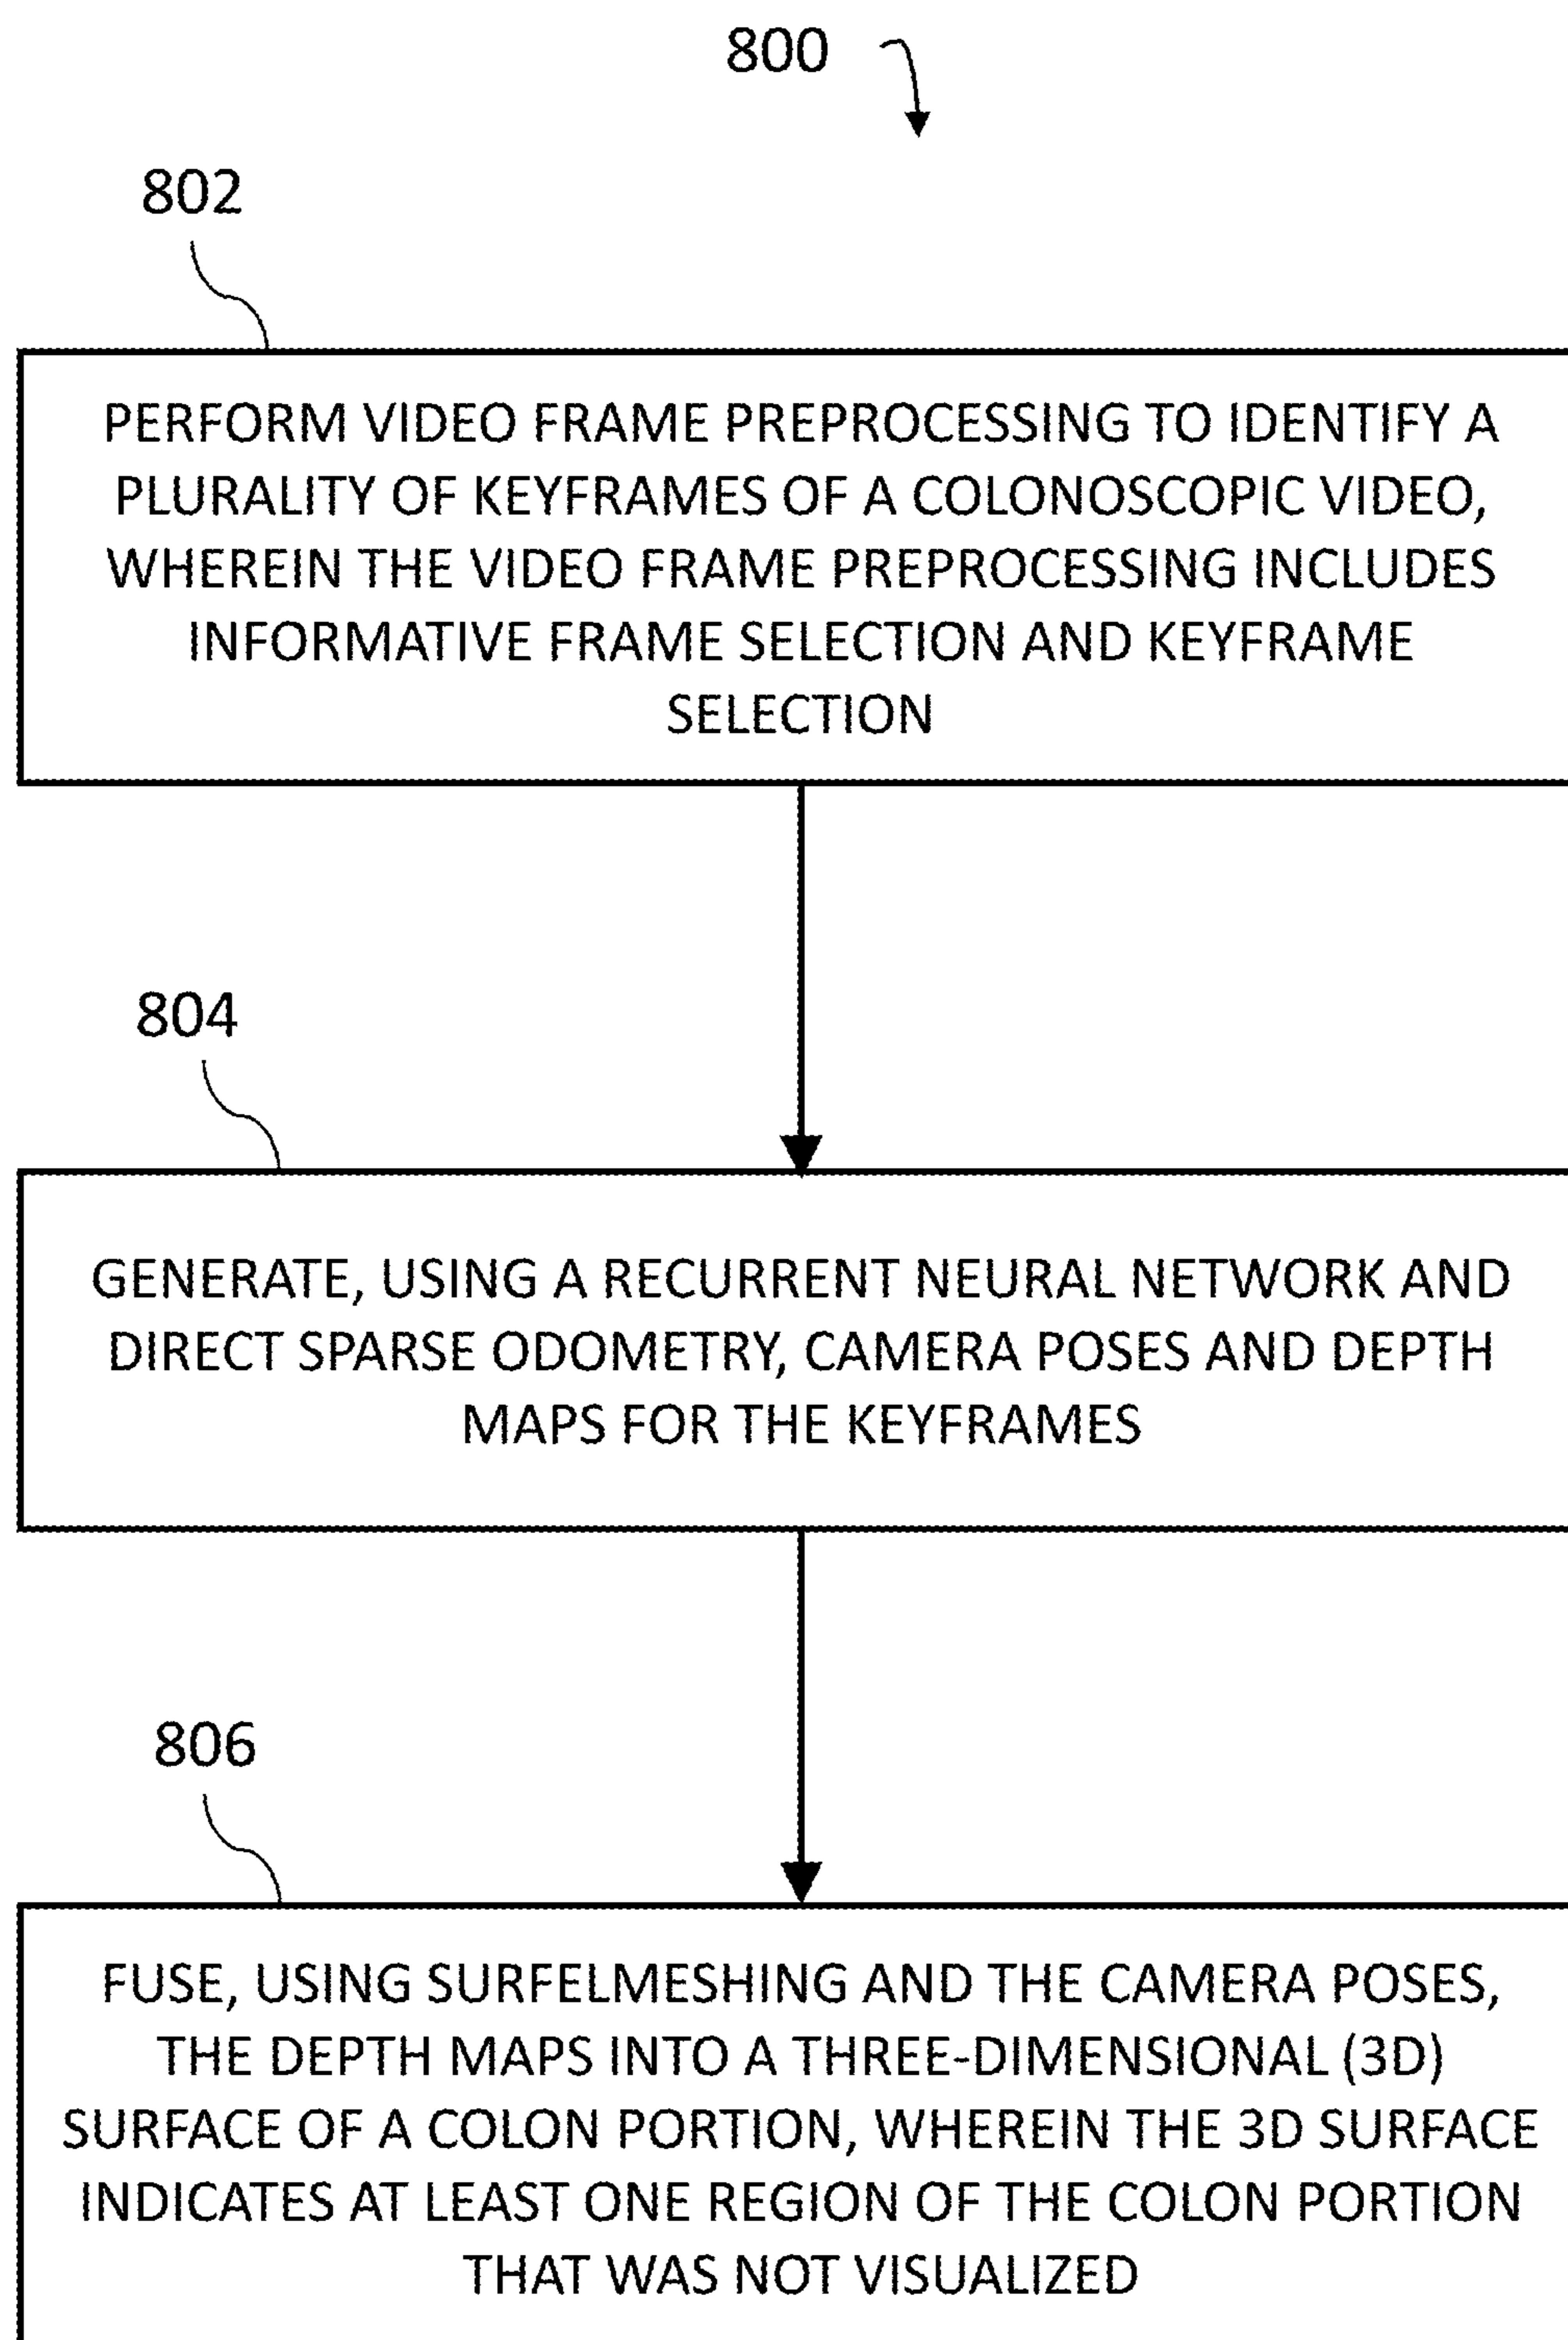 800
802
PERFORM VIDEO FRAME PREPROCESSING TO IDENTIFY A
PLURALITY OF KEYFRAMES OF A COLONOSCOPIC VIDEO,
WHEREIN THE VIDEO FRAME PREPROCESSING INCLUDES
INFORMATIVE FRAME SELECTION AND KEYFRAME
SELECTION
804
GENERATE, USING A RECURRENT NEURAL NETWORK AND
DIRECT SPARSE ODOMETRY, CAMERA POSES AND DEPTH
MAPS FOR THE KEYFRAMES
806
FUSE, USING SURFELMESHING AND THE CAMERA POSES,
THE DEPTH MAPS INTO A THREE-DIMENSIONAL (3D)
SURFACE OF A COLON PORTION, WHEREIN THE 3D SURFACE
INDICATES AT LEAST ONE REGION OF THE COLON PORTION
THAT WAS NOT VISUALIZED